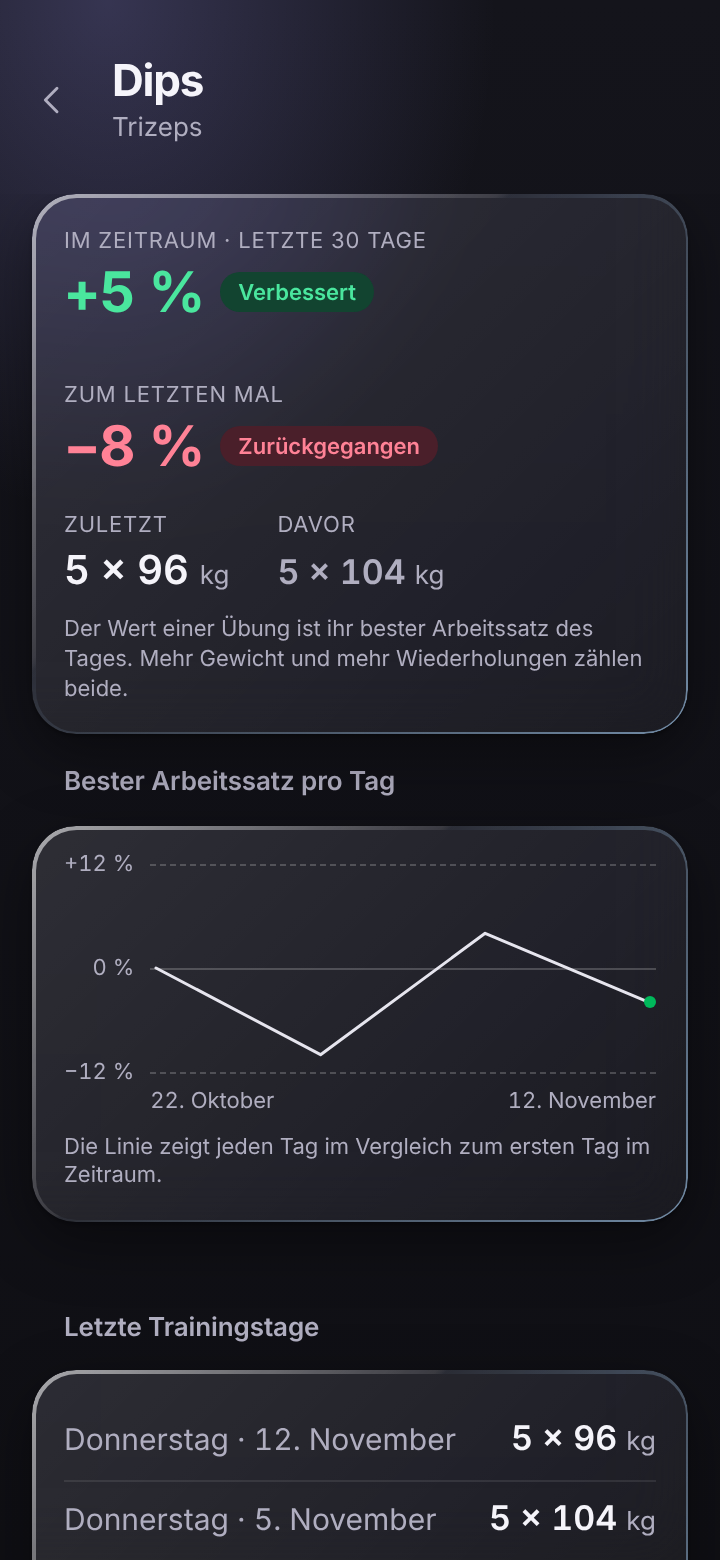 Dips
Trizeps
IM ZEITRAUM · LETZTE 30 TAGE
+5 % Verbessert
ZUM LETZTEN MAL
−8 % Zurückgegangen
ZULETZT DAVOR
5 × 96 kg 5 × 104 kg
Der Wert einer Übung ist ihr bester Arbeitssatz des
Tages. Mehr Gewicht und mehr Wiederholungen zählen
beide.
Bester Arbeitssatz pro Tag
+12 %
0 %
−12 %
22. Oktober 12. November
Die Linie zeigt jeden Tag im Vergleich zum ersten Tag im
Zeitraum.
Letzte Trainingstage
Donnerstag · 12. November 5 × 96 kg
Donnerstag · 5. November 5 × 104 kg